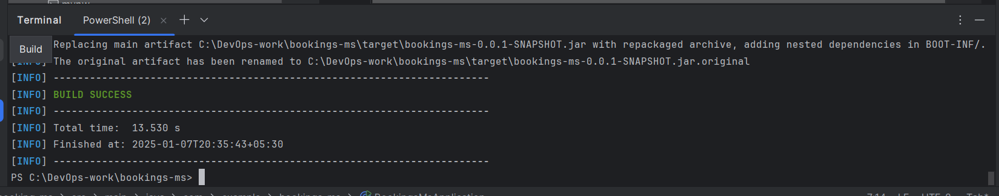 Terminal PowerShell (2)
Build
Replacing main artifact C:\DevOps-work\bookings-ms\target\bookings-ms-0.0.1-SNAPSHOT.jar with repackaged archive, adding nested dependencies in BOOT-INF/.
[INFO] The original artifact has been renamed to C:\DevOps-work\bookings-ms\target\bookings-ms-0.0.1-SNAPSHOT.jar.original
[INFO] ------------------------------------------------------------------------
[INFO] BUILD SUCCESS
[INFO] ------------------------------------------------------------------------
[INFO] Total time:  13.530 s
[INFO] Finished at: 2025-01-07T20:35:43+05:30
[INFO] ------------------------------------------------------------------------
PS C:\DevOps-work\bookings-ms>